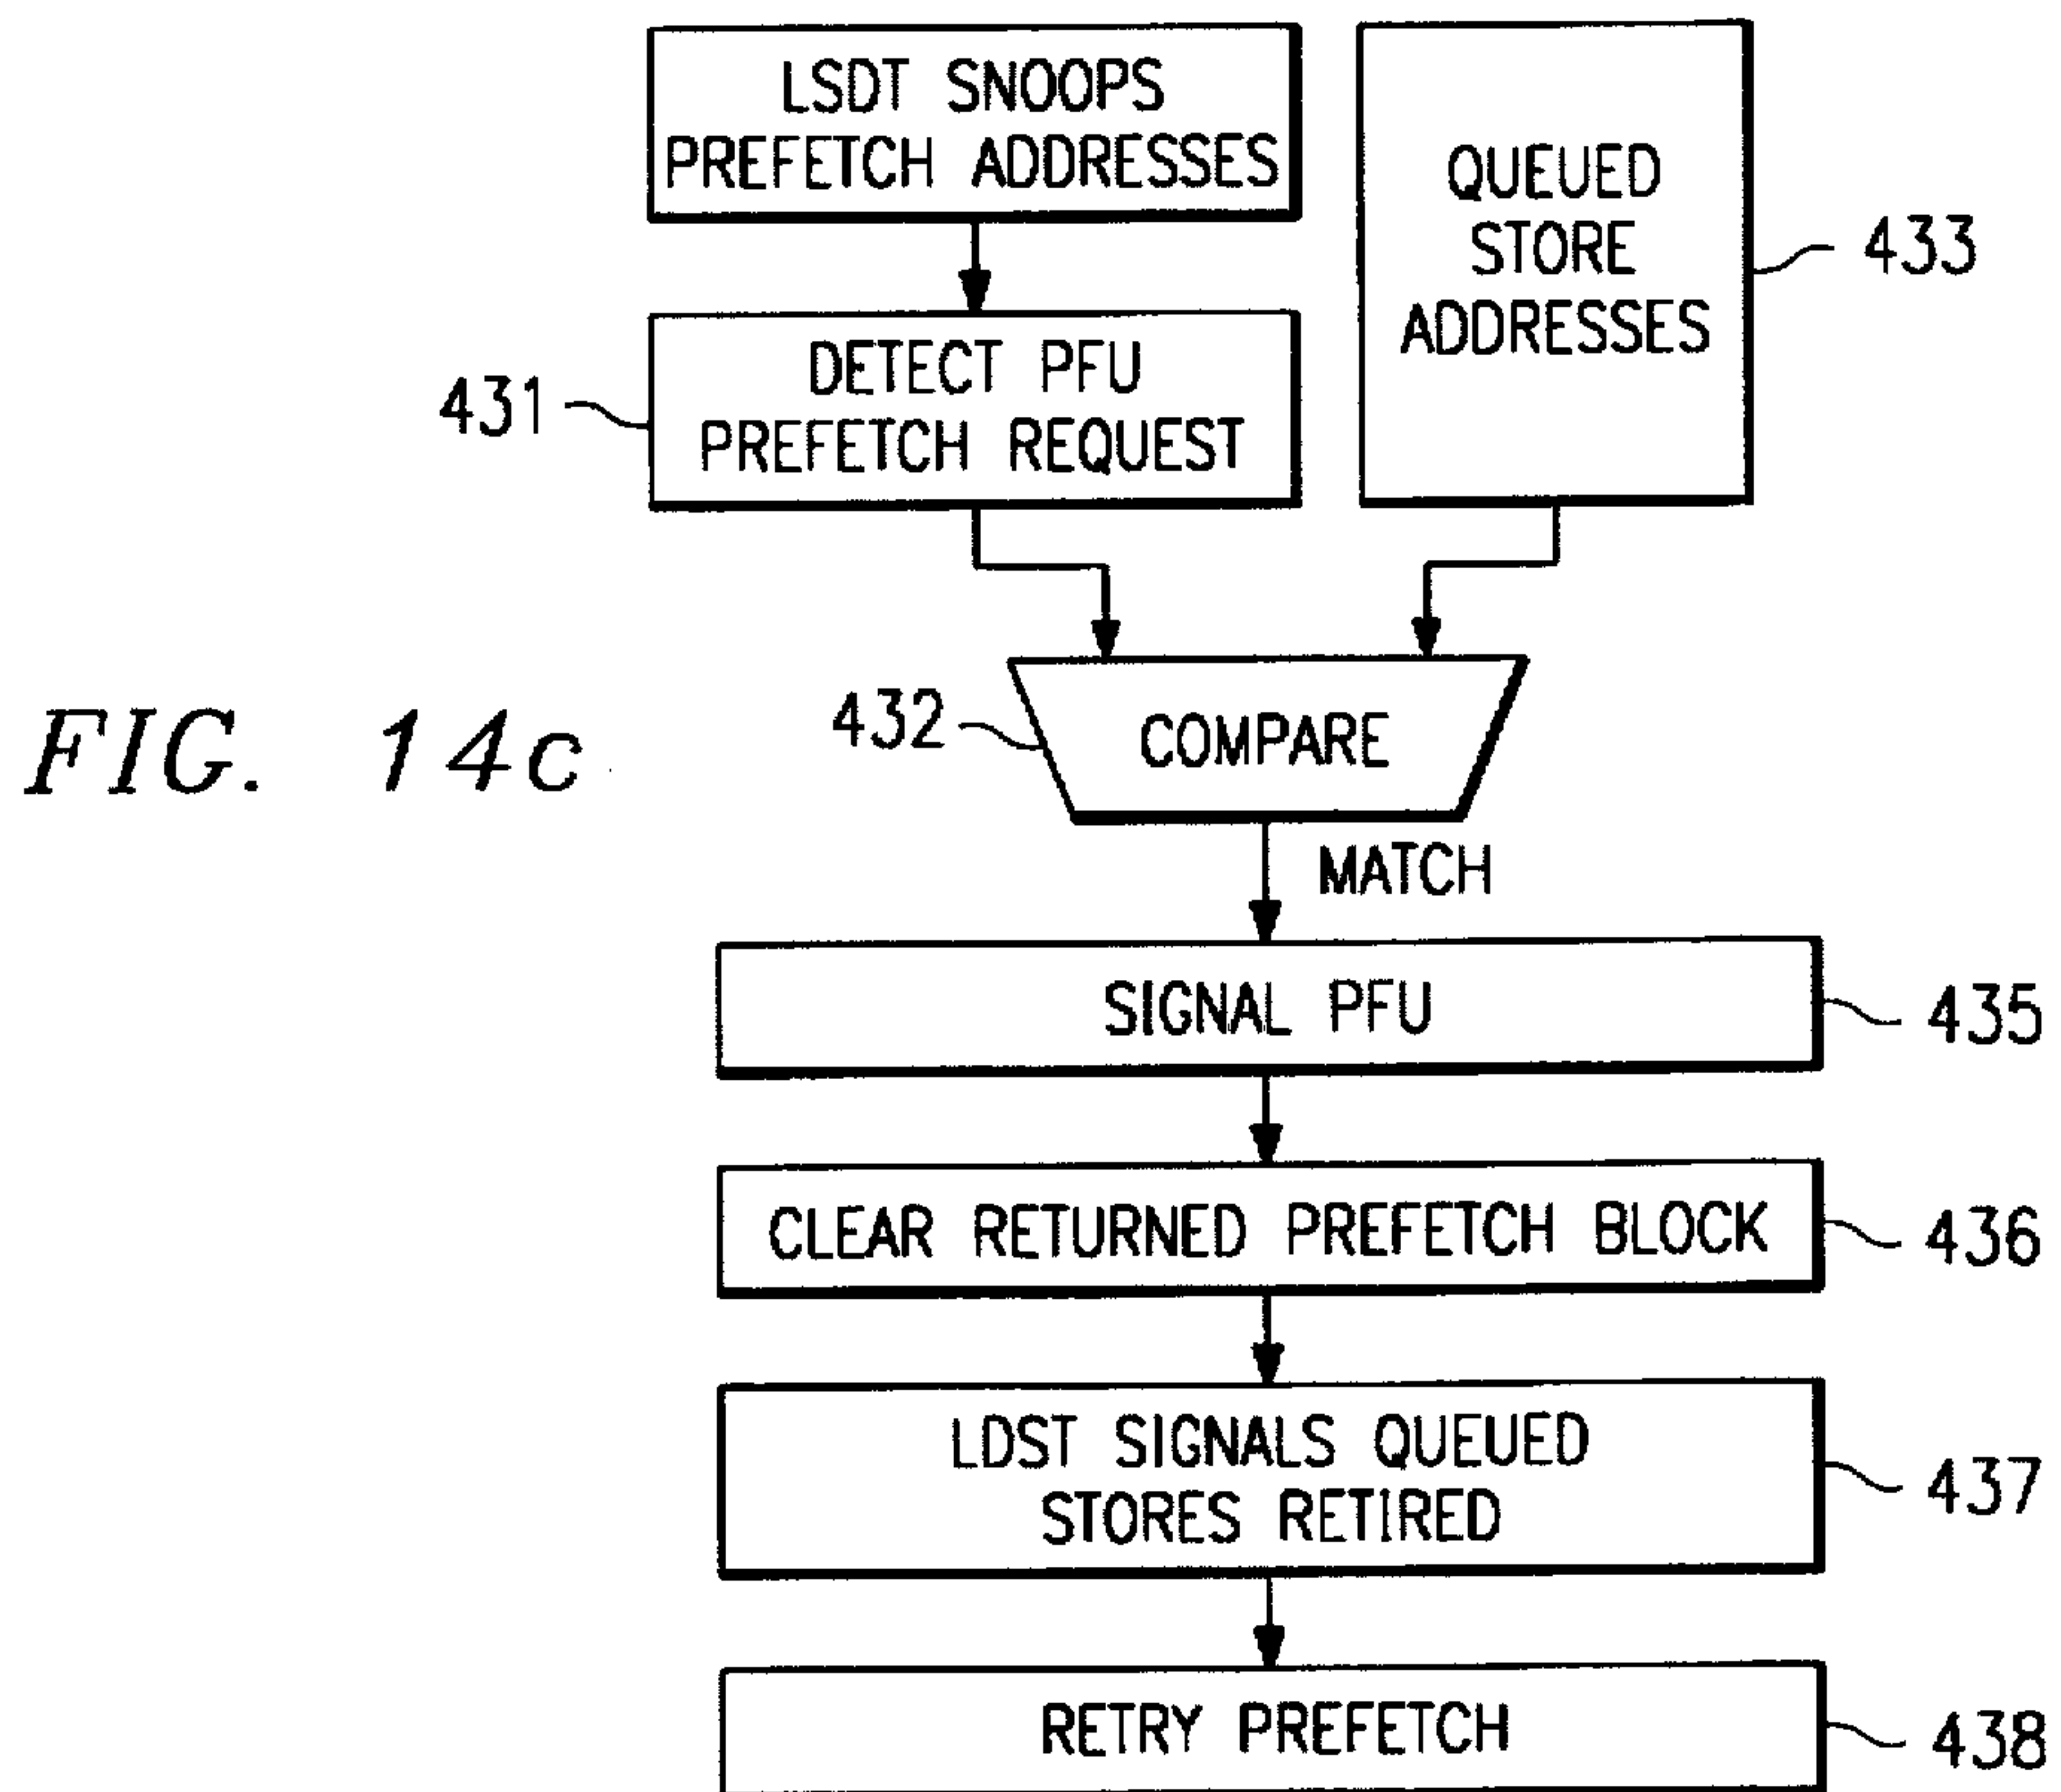 LSDT SNOOPS
PREFETCH ADDRESSES
QUEUED
STORE
ADDRESSES
433
431
DETECT PFU
PREFETCH REQUEST
FIG. 14c
432
COMPARE
MATCH
SIGNAL PFU
435
CLEAR RETURNED PREFETCH BLOCK
436
LDST SIGNALS QUEUED
STORES RETIRED
437
RETRY PREFETCH
438